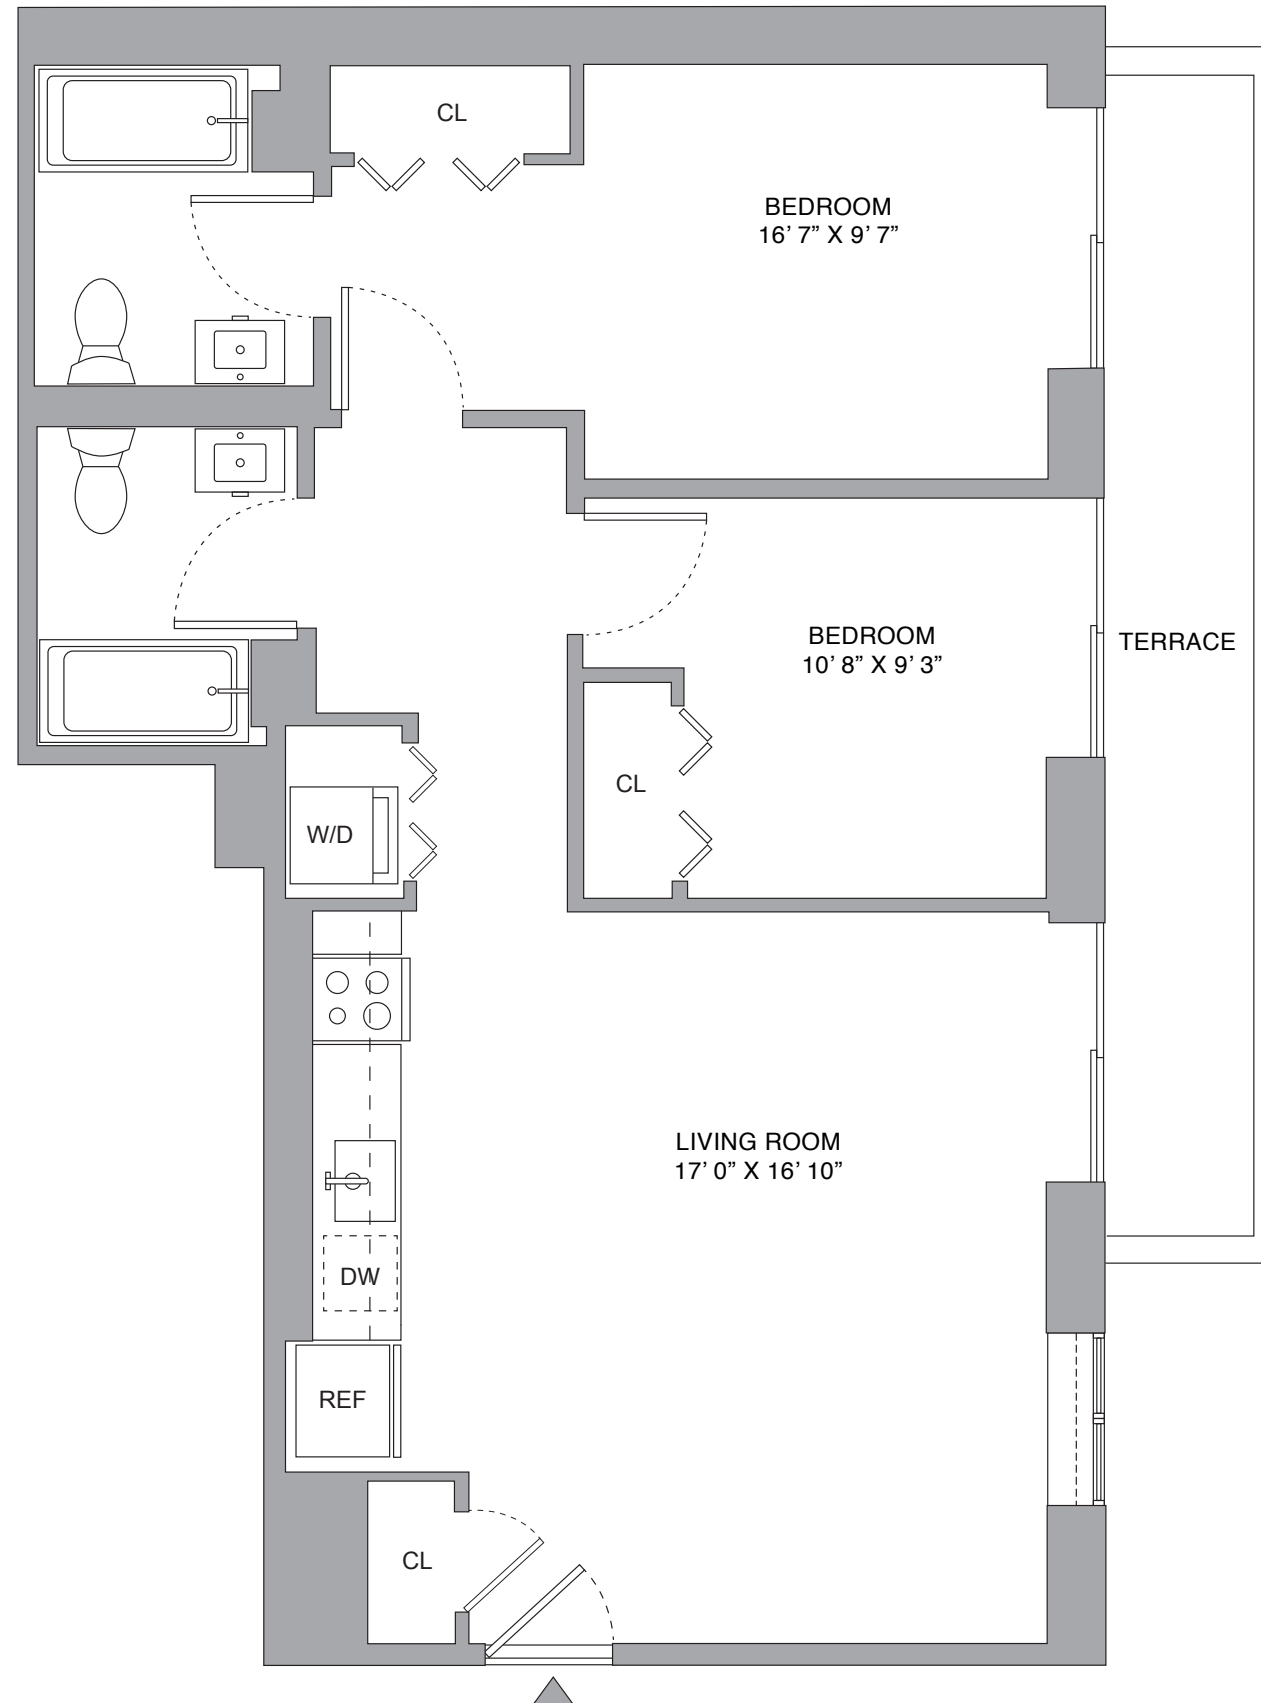 CL
BEDROOM
16’ 7” X 9’ 7”
BEDROOM
10’ 8” X 9’ 3”
TERRACE
CL
W/D
LIVING ROOM
17’ 0” X 16’ 10”
DW
REF
CL